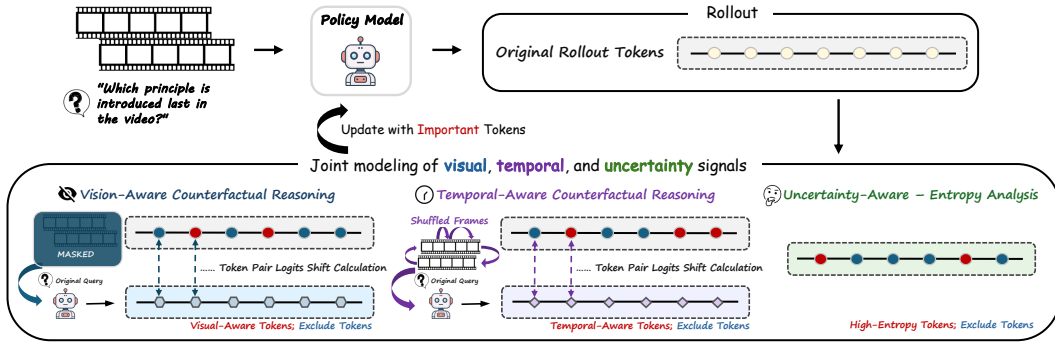 Policy Model
Rollout
Original Rollout Tokens
"Which principle is
introduced last in
the video?"
Update with Important Tokens
Joint modeling of visual, temporal, and uncertainty signals
Vision-Aware Counterfactual Reasoning
Temporal-Aware Counterfactual Reasoning
Uncertainty-Aware – Entropy Analysis
MASKED
Shuffled Frames
Original Query
...... Token Pair Logits Shift Calculation
Original Query
...... Token Pair Logits Shift Calculation
Visual-Aware Tokens; Exclude Tokens
Temporal-Aware Tokens; Exclude Tokens
High-Entropy Tokens; Exclude Tokens